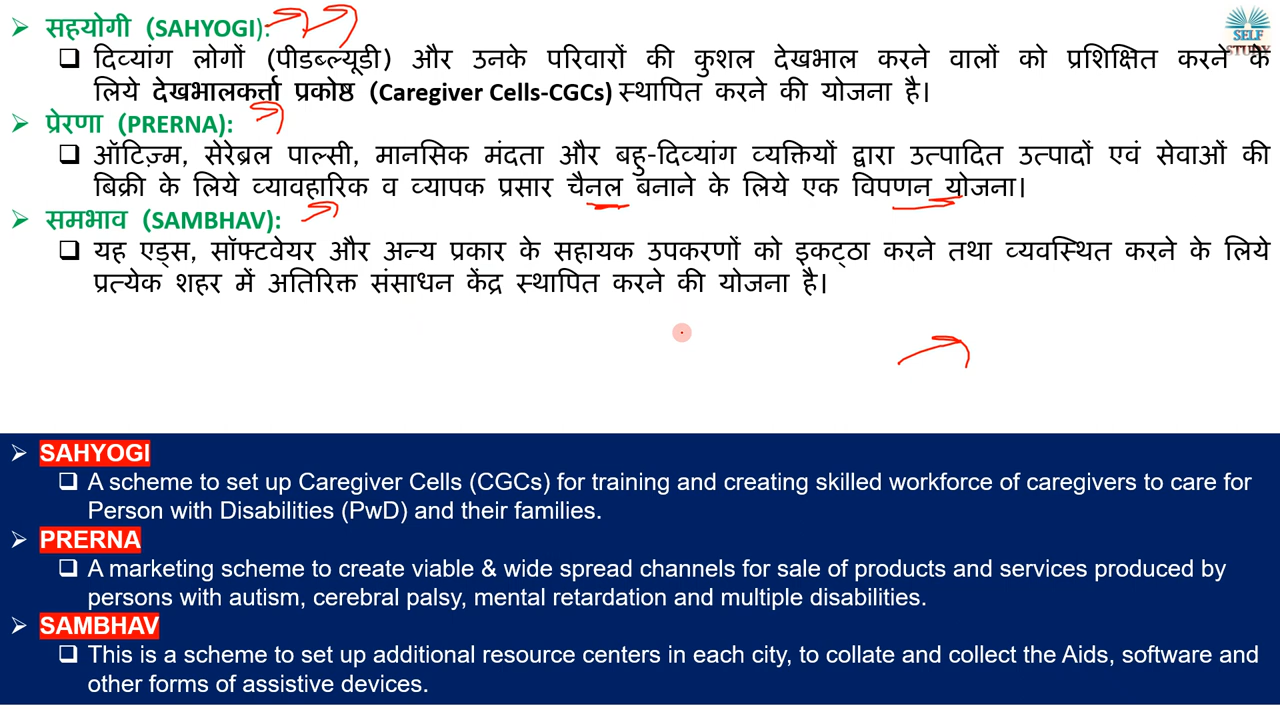 ➢ सहयोगी (SAHYOGI):
❑ दिव्यांग लोगों (पीडब्ल्यूडी) और उनके परिवारों की कुशल देखभाल करने वालों को प्रशिक्षित करने के
लिये देखभालकर्त्ता प्रकोष्ठ (Caregiver Cells-CGCs) स्थापित करने की योजना है।
➢ प्रेरणा (PRERNA):
❑ ऑटिज़्म, सेरेब्रल पाल्सी, मानसिक मंदता और बहु-दिव्यांग व्यक्तियों द्वारा उत्पादित उत्पादों एवं सेवाओं की
बिक्री के लिये व्यावहारिक व व्यापक प्रसार चैनल बनाने के लिये एक विपणन योजना।
➢ समभाव (SAMBHAV):
❑ यह एड्स, सॉफ्टवेयर और अन्य प्रकार के सहायक उपकरणों को इकट्ठा करने तथा व्यवस्थित करने के लिये
प्रत्येक शहर में अतिरिक्त संसाधन केंद्र स्थापित करने की योजना है।
SELF
STUDY
➢ SAHYOGI
❑ A scheme to set up Caregiver Cells (CGCs) for training and creating skilled workforce of caregivers to care for
Person with Disabilities (PwD) and their families.
➢ PRERNA
❑ A marketing scheme to create viable & wide spread channels for sale of products and services produced by
persons with autism, cerebral palsy, mental retardation and multiple disabilities.
➢ SAMBHAV
❑ This is a scheme to set up additional resource centers in each city, to collate and collect the Aids, software and
other forms of assistive devices.